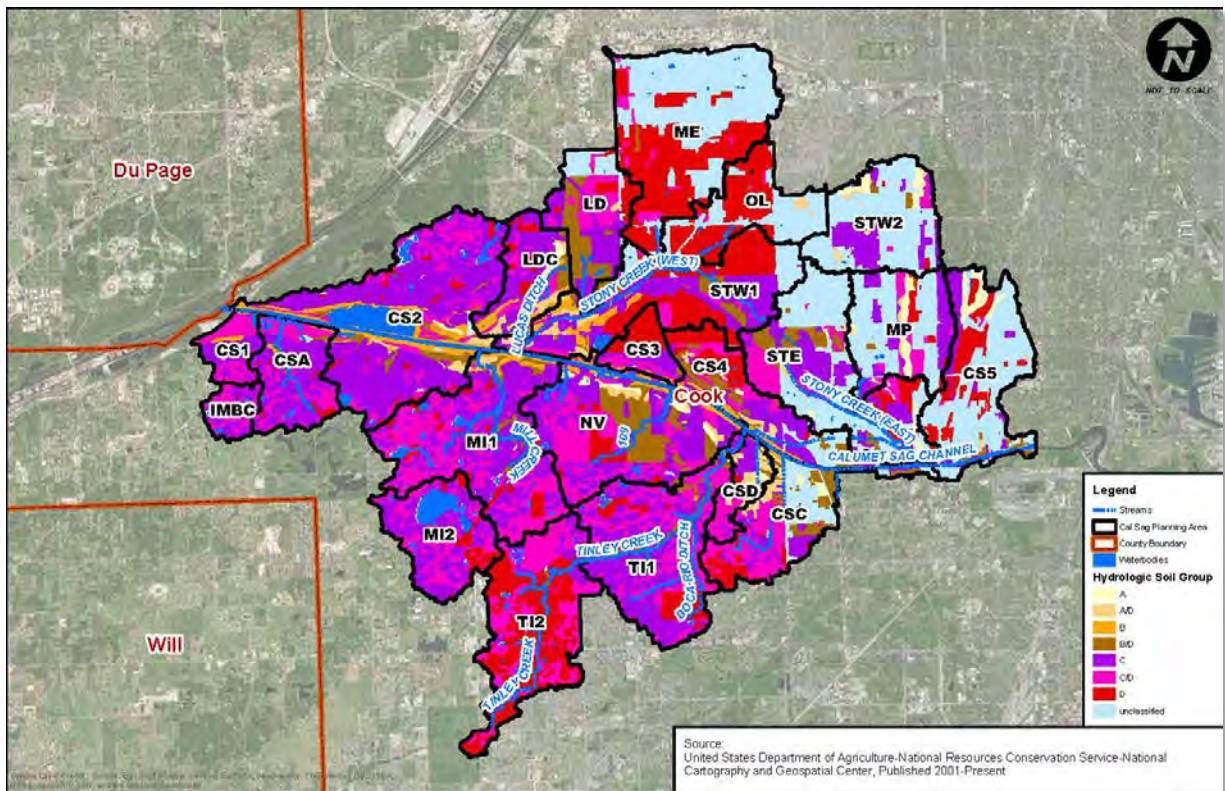 N
NOT TO SCALE
Du Page
ME
LD
OL
STW2
LDC
STONY CREEK (WEST)
LUCAS DITCH
STW1
CS2
MP
CS1
CSA
CS3
CS4
STE
CS5
Cook
IMBC
STONY CREEK (EAST)
MI1
NV
169
MILL CREEK
CALUMET SAG CHANNEL
CSD
CSC
MI2
TINLEY CREEK
TI1
BOCA RIO DITCH
TI2
Will
TINLEY CREEK
Legend
Streams
Cal Sag Planning Area
County Boundary
Waterbodies
Hydrologic Soil Group
A
A/D
B
B/D
C
C/D
D
unclassified
Source:
United States Department of Agriculture-National Resources Conservation Service-National
Cartography and Geospatial Center, Published 2001-Present